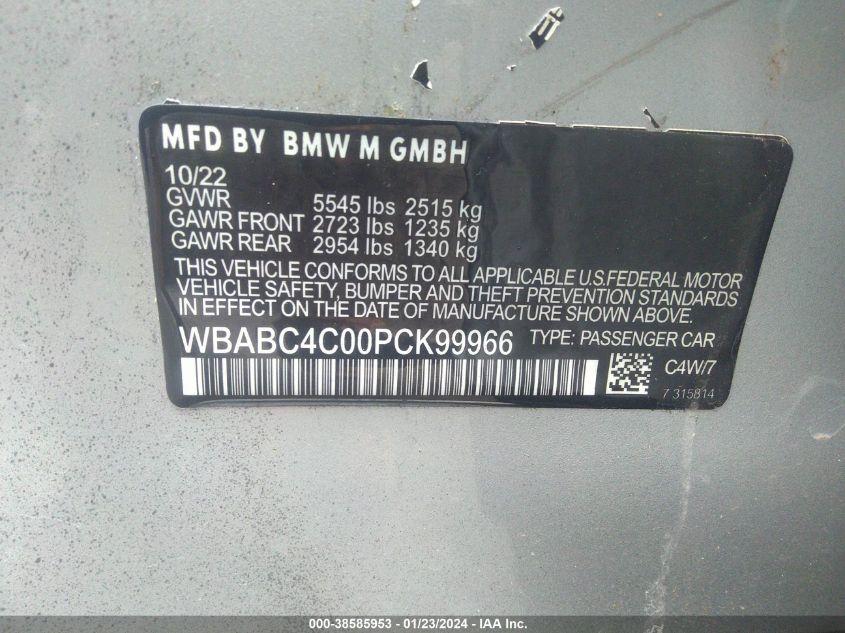 MFD BY BMW M GMBH
10/22
GVWR 5545 lbs 2515 kg
GAWR FRONT 2723 lbs 1235 kg
GAWR REAR 2954 lbs 1340 kg
THIS VEHICLE CONFORMS TO ALL APPLICABLE U.S.FEDERAL MOTOR
VEHICLE SAFETY, BUMPER AND THEFT PREVENTION STANDARDS
IN EFFECT ON THE DATE OF MANUFACTURE SHOWN ABOVE.
WBABC4C00PCK99966 TYPE: PASSENGER CAR
C4W/7
7 315814
000-38585953 - 01/23/2024 - IAA Inc.